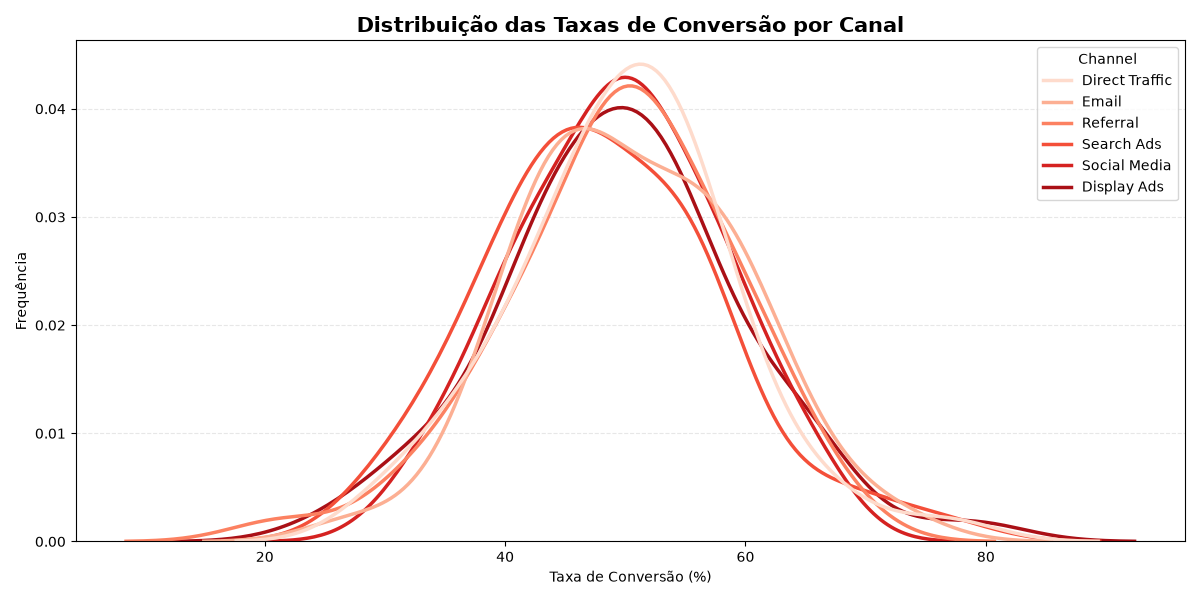 Distribuição das Taxas de Conversão por Canal
Channel
Direct Traffic
Email
Referral
Search Ads
Social Media
Display Ads
Frequência
0.04
0.03
0.02
0.01
0.00
20 40 60 80
Taxa de Conversão (%)